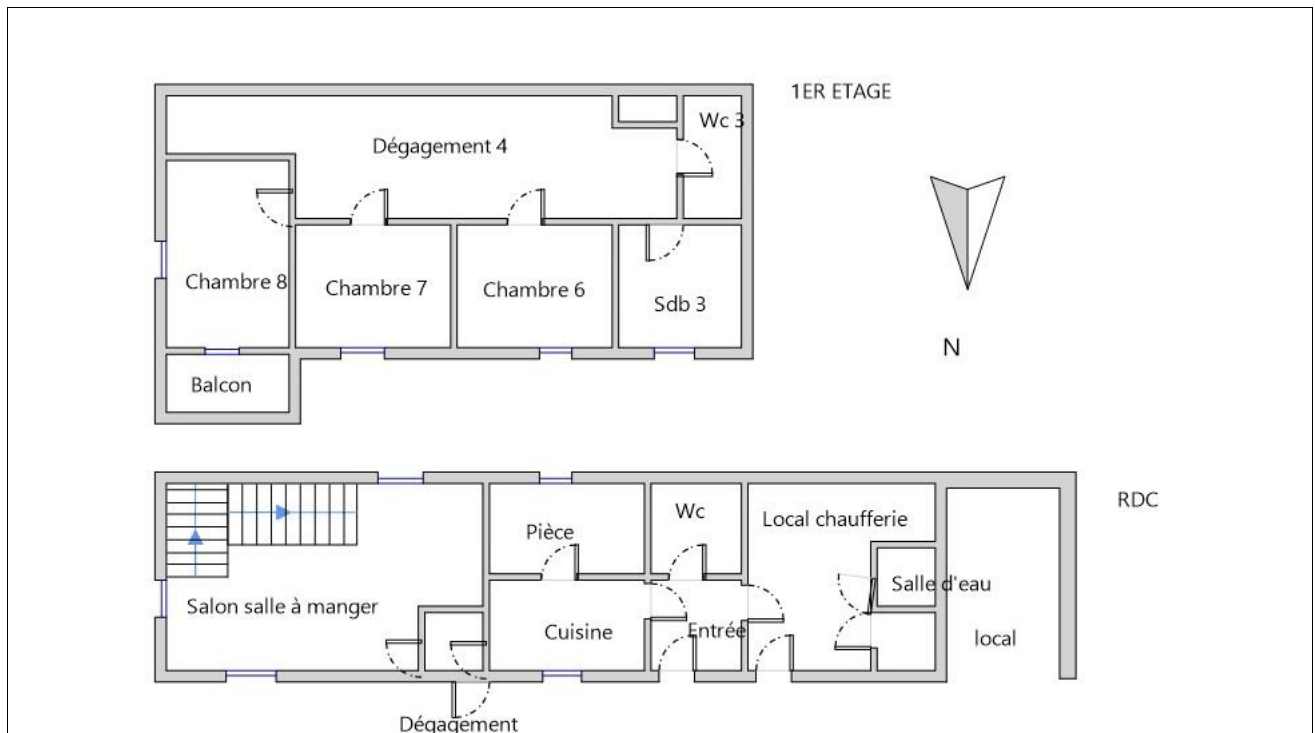 1ER ETAGE
Wc 3
Dégagement 4
Chambre 8
Chambre 7
Chambre 6
Sdb 3
N
Balcon
RDC
Wc
Local chaufferie
Pièce
Salle d'eau
Salon salle à manger
Cuisine
Entrée
local
Dégagement